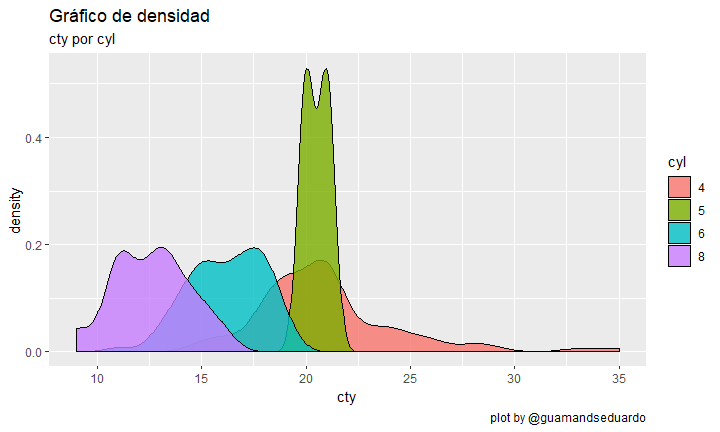 Gráfico de densidad
cty por cyl
density
0.4
0.2
0.0
10 15 20 25 30 35
cty
cyl
4
5
6
8
plot by @guamandseduardo